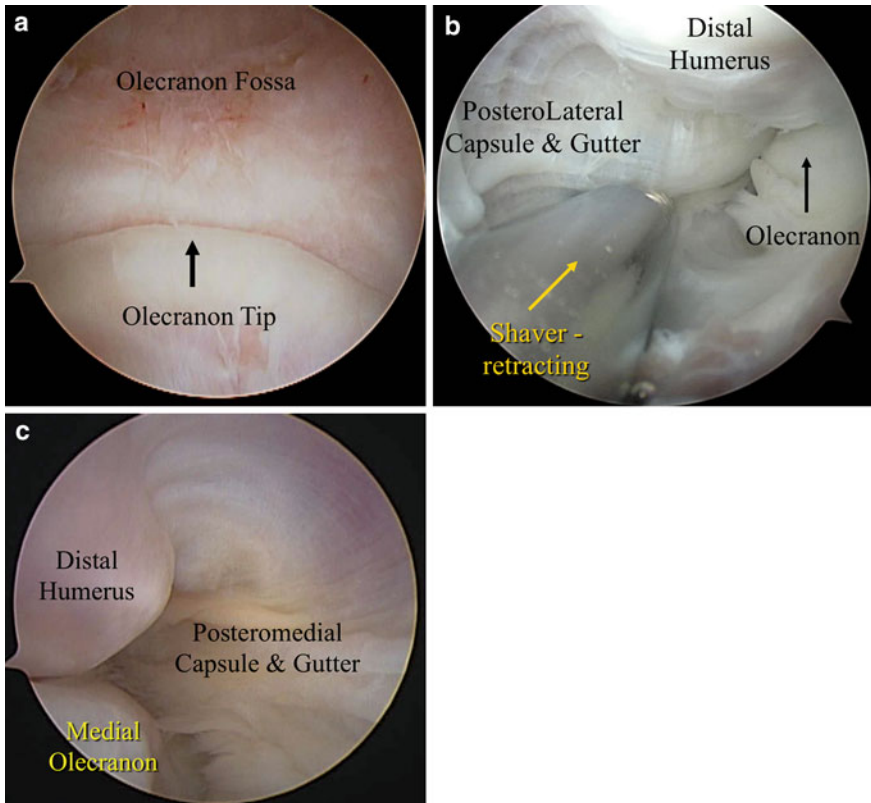 a
Olecranon Fossa
Olecranon Tip
b
Distal
Humerus
PosteroLateral
Capsule & Gutter
Olecranon
Shaver -
retracting
c
Distal
Humerus
Posteromedial
Capsule & Gutter
Medial
Olecranon